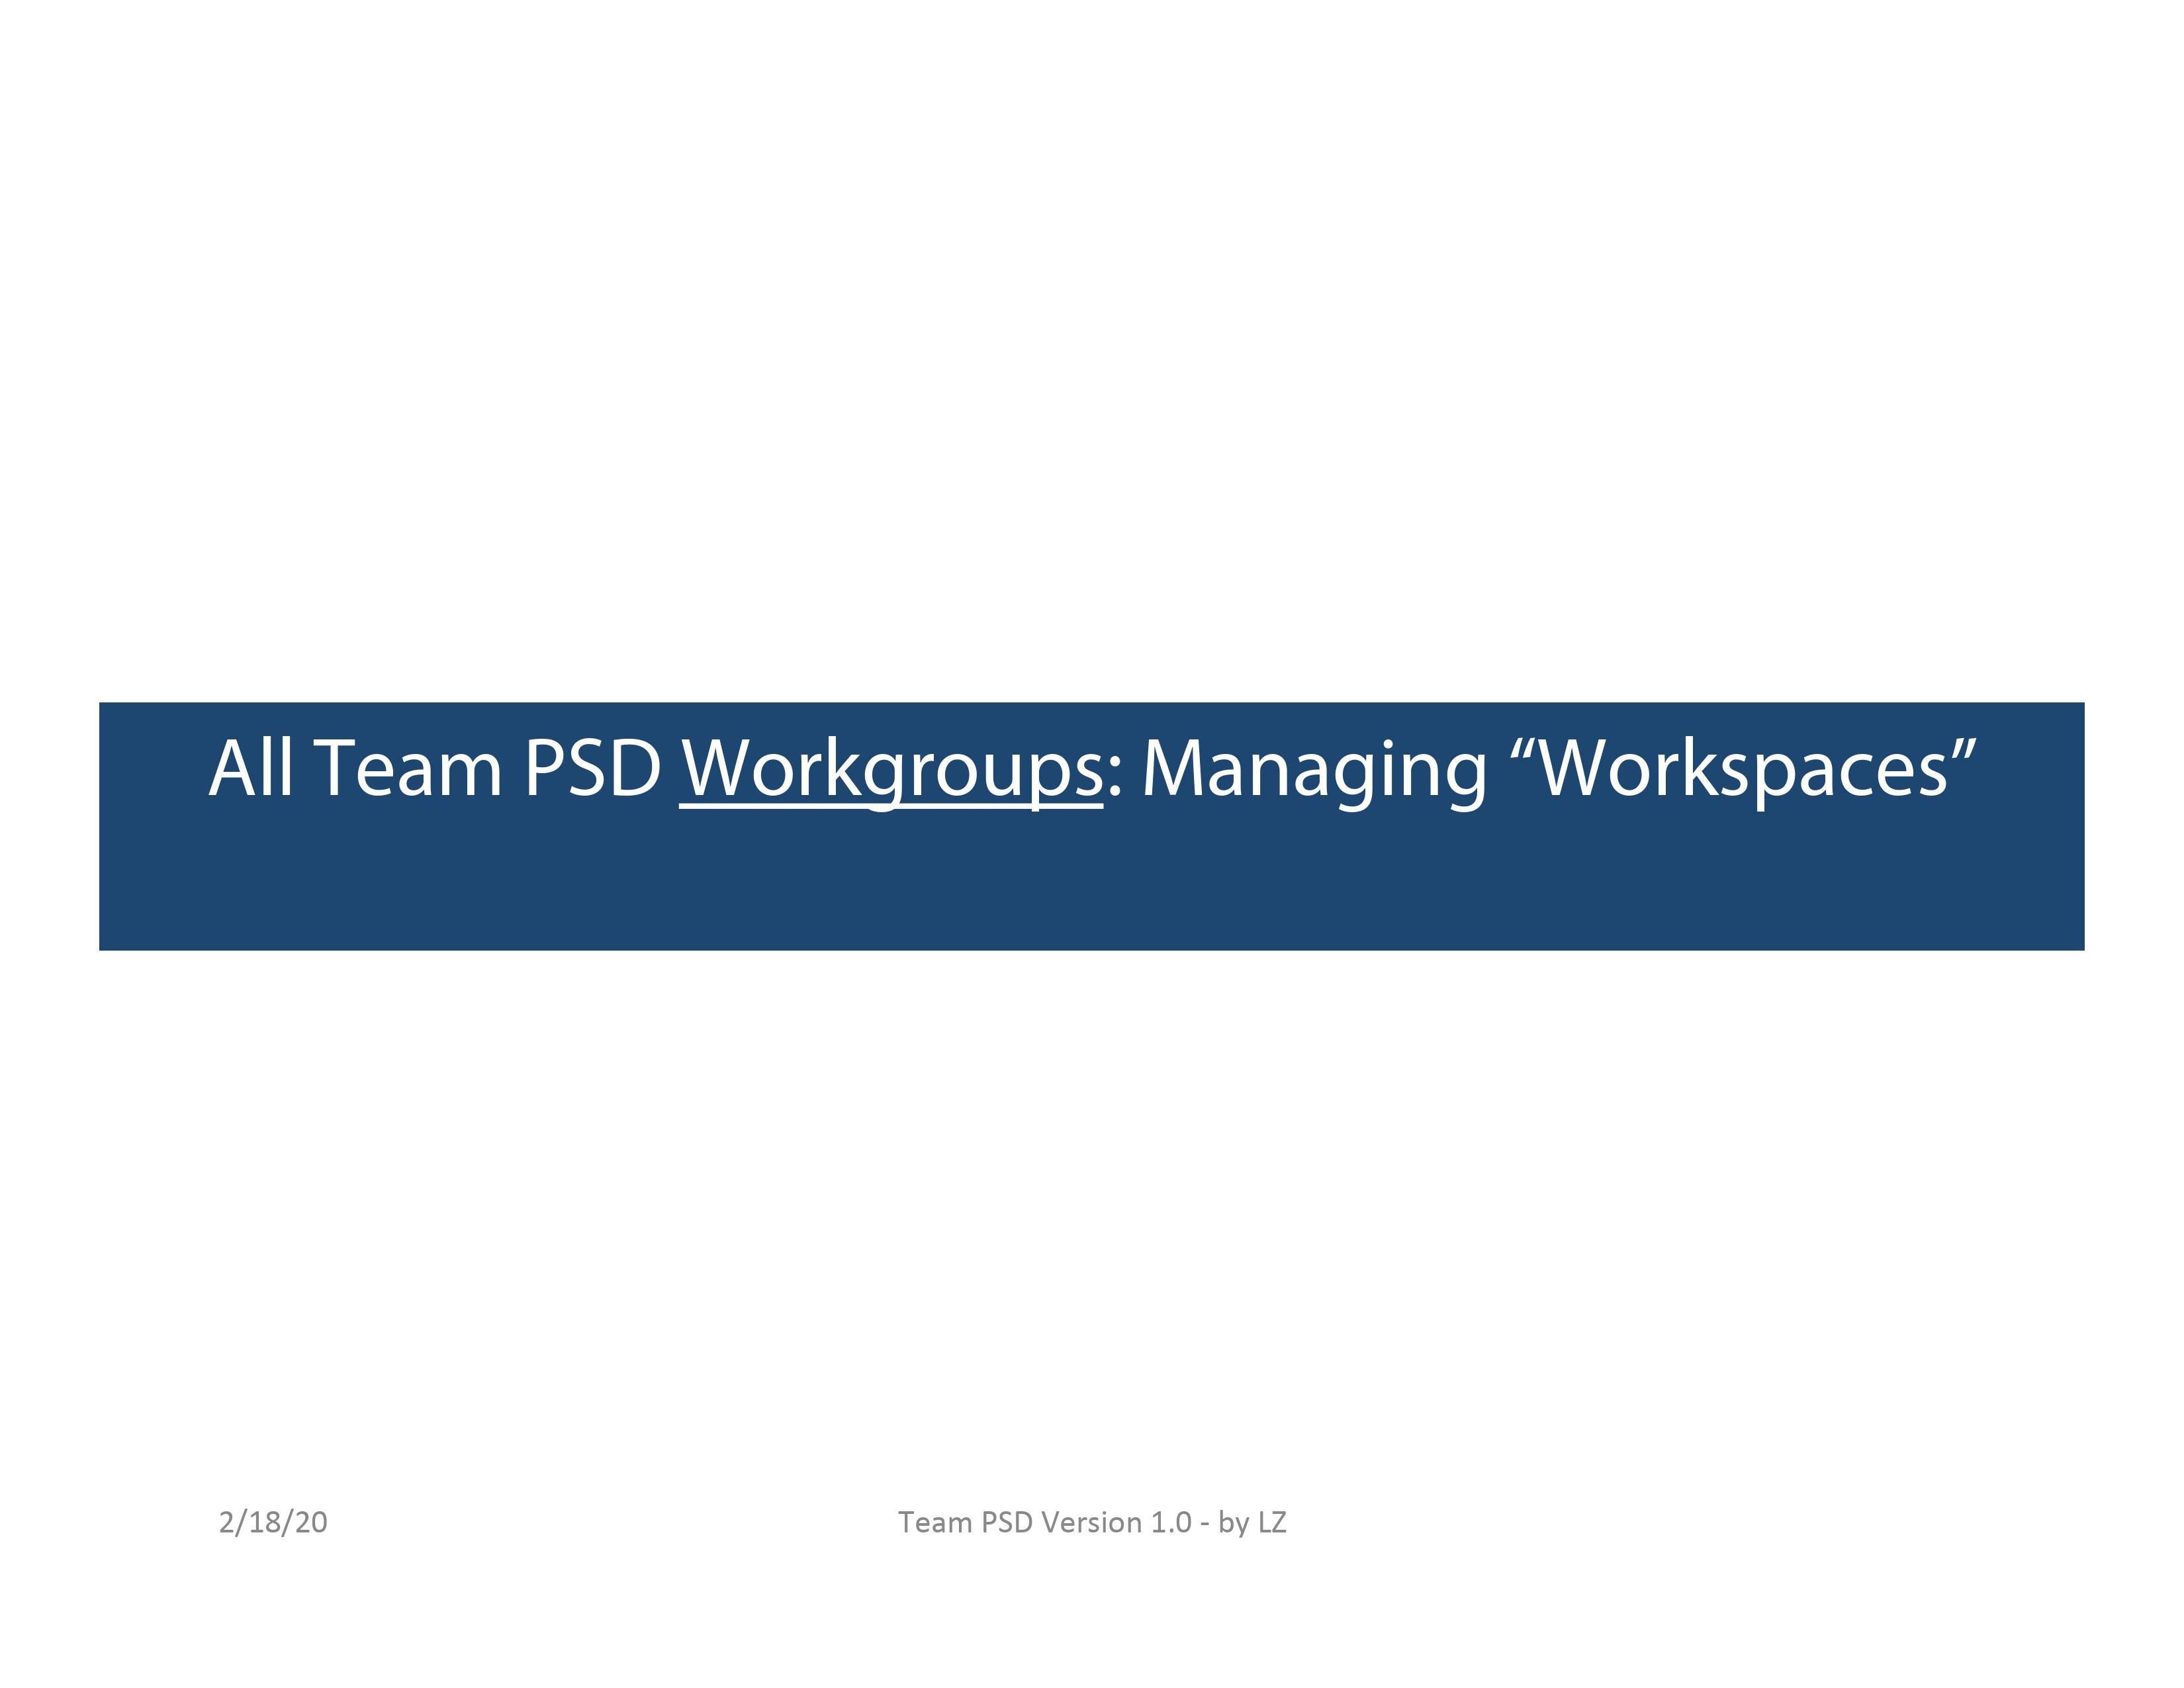 All Team PSD Workgroups: Managing “Workspaces”
2/18/20
Team PSD Version 1.0 - by LZ